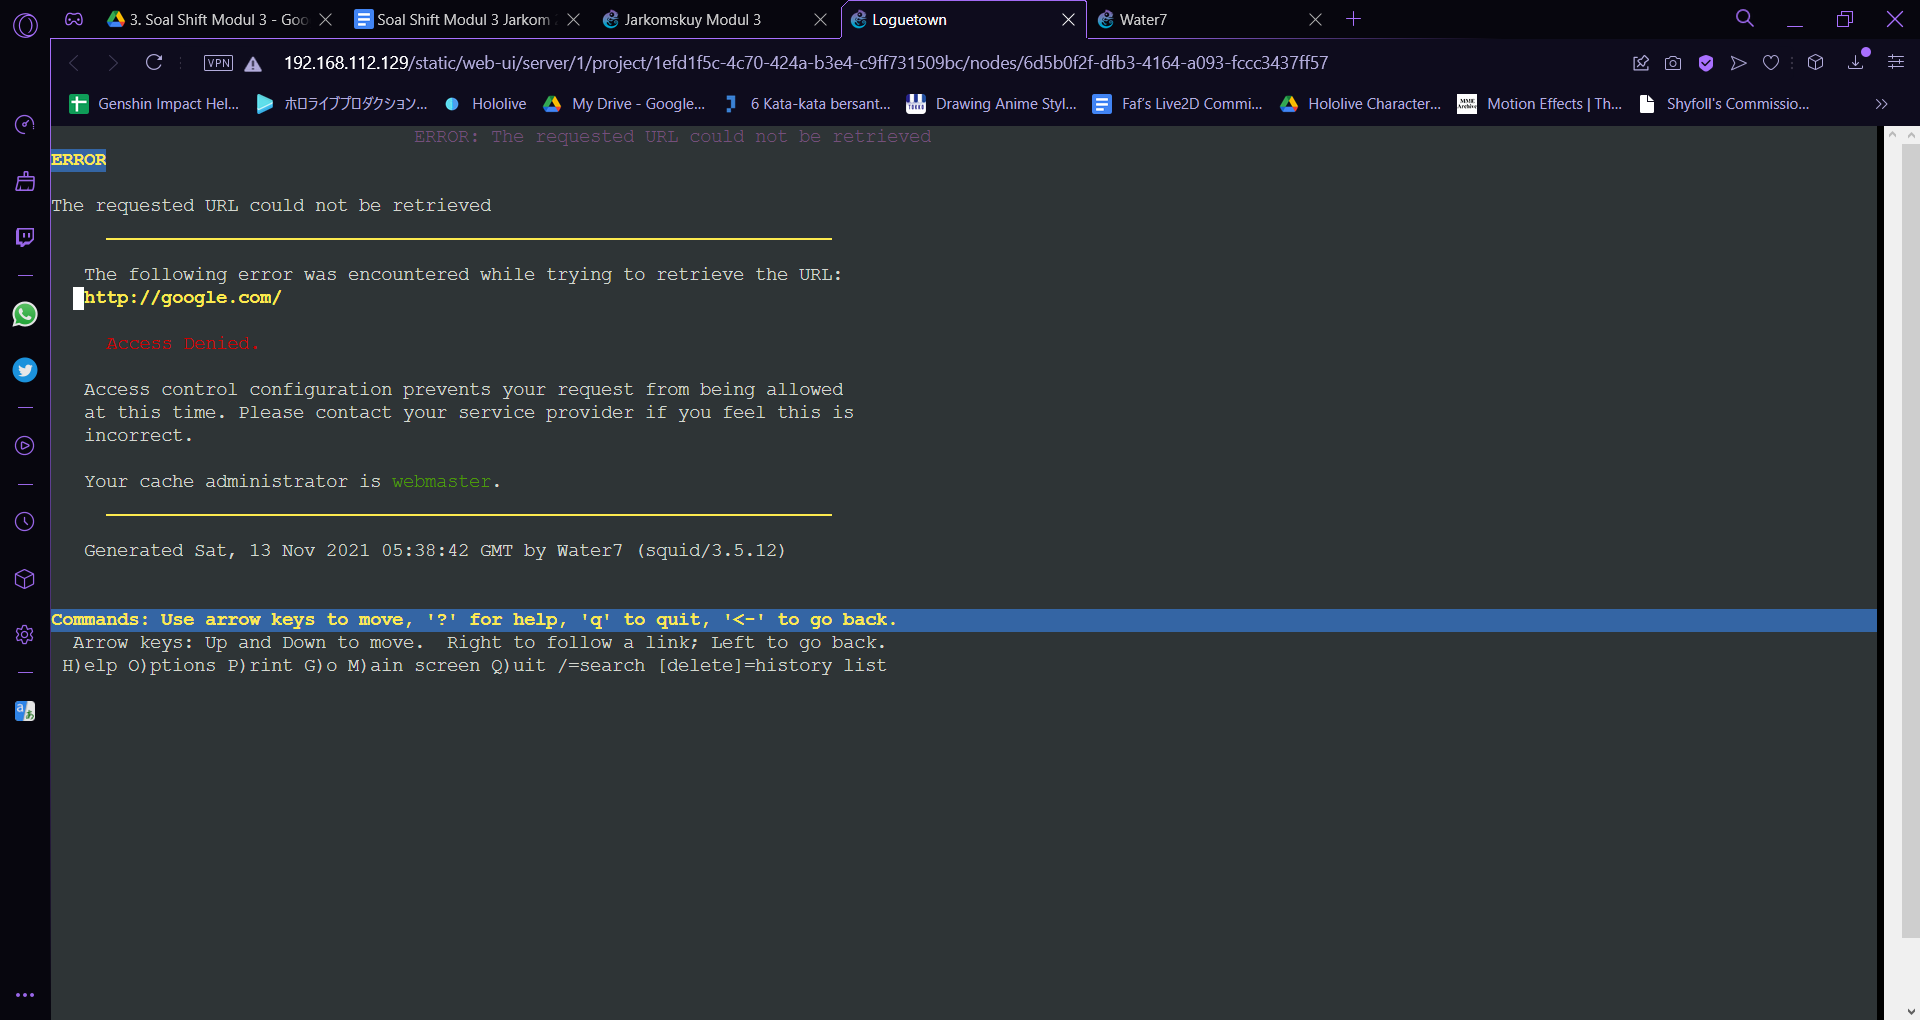 3. Soal Shift Modul 3 - Goo
Soal Shift Modul 3 Jarkom
Jarkomskuy Modul 3
Loguetown
Water7
VPN
192.168.112.129/static/web-ui/server/1/project/1efd1f5c-4c70-424a-b3e4-c9ff731509bc/nodes/6d5b0f2f-dfb3-4164-a093-fccc3437ff57
Genshin Impact Hel...
ホロライブプロダクション...
Hololive
My Drive - Google...
6 Kata-kata bersant...
Drawing Anime Styl...
Faf's Live2D Commi...
Hololive Character...
Motion Effects | Th...
Shyfoll's Commissio...
ERROR: The requested URL could not be retrieved
ERROR
The requested URL could not be retrieved
The following error was encountered while trying to retrieve the URL:
http://google.com/
Access Denied.
Access control configuration prevents your request from being allowed
at this time. Please contact your service provider if you feel this is
incorrect.
Your cache administrator is webmaster.
Generated Sat, 13 Nov 2021 05:38:42 GMT by Water7 (squid/3.5.12)
Commands: Use arrow keys to move, '?' for help, 'q' to quit, '<-' to go back.
Arrow keys: Up and Down to move.  Right to follow a link; Left to go back.
H)elp O)ptions P)rint G)o M)ain screen Q)uit /=search [delete]=history list